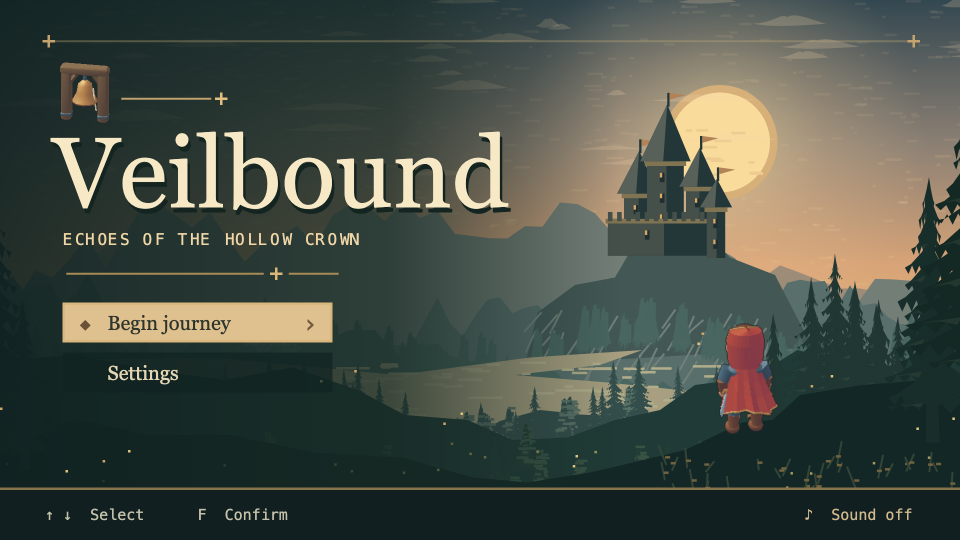 Veilbound
ECHOES OF THE HOLLOW CROWN
Begin journey
Settings
↑ ↓ Select F Confirm ♪ Sound off